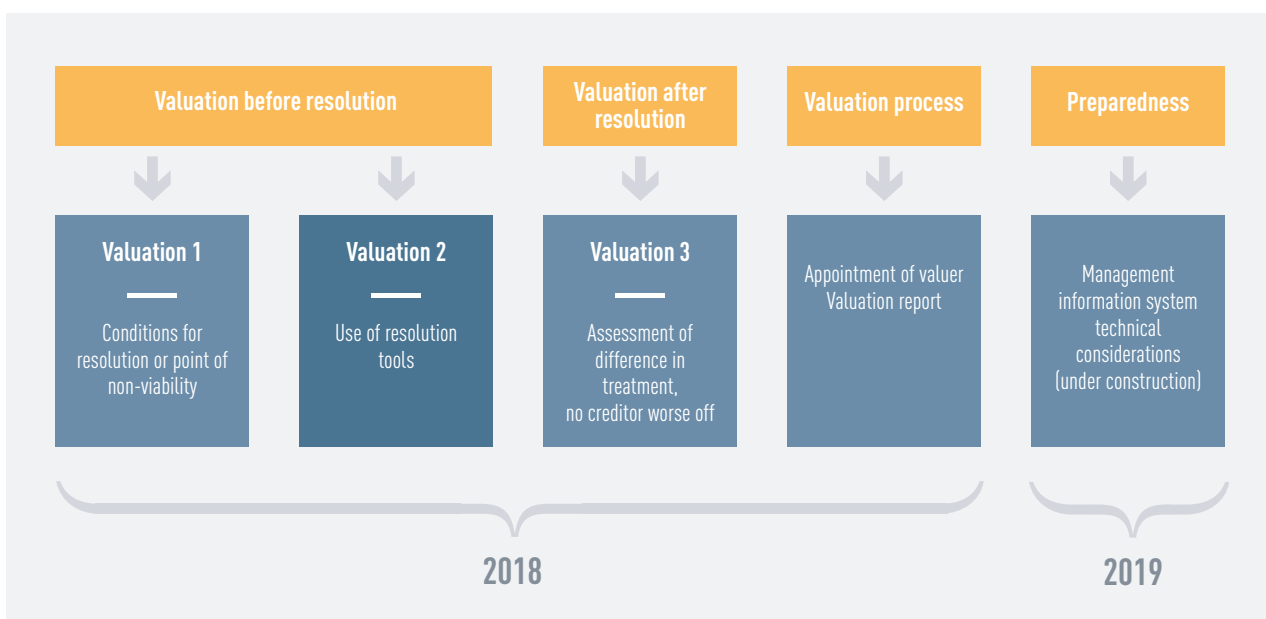 Valuation before resolution
Valuation after
resolution
Valuation process
Preparedness
Valuation 1
Conditions for
resolution or point of
non-viability
Valuation 2
Use of resolution
tools
Valuation 3
Assessment of
difference in
treatment,
no creditor worse off
Appointment of valuer
Valuation report
Management
information system
technical
considerations
(under construction)
2018
2019